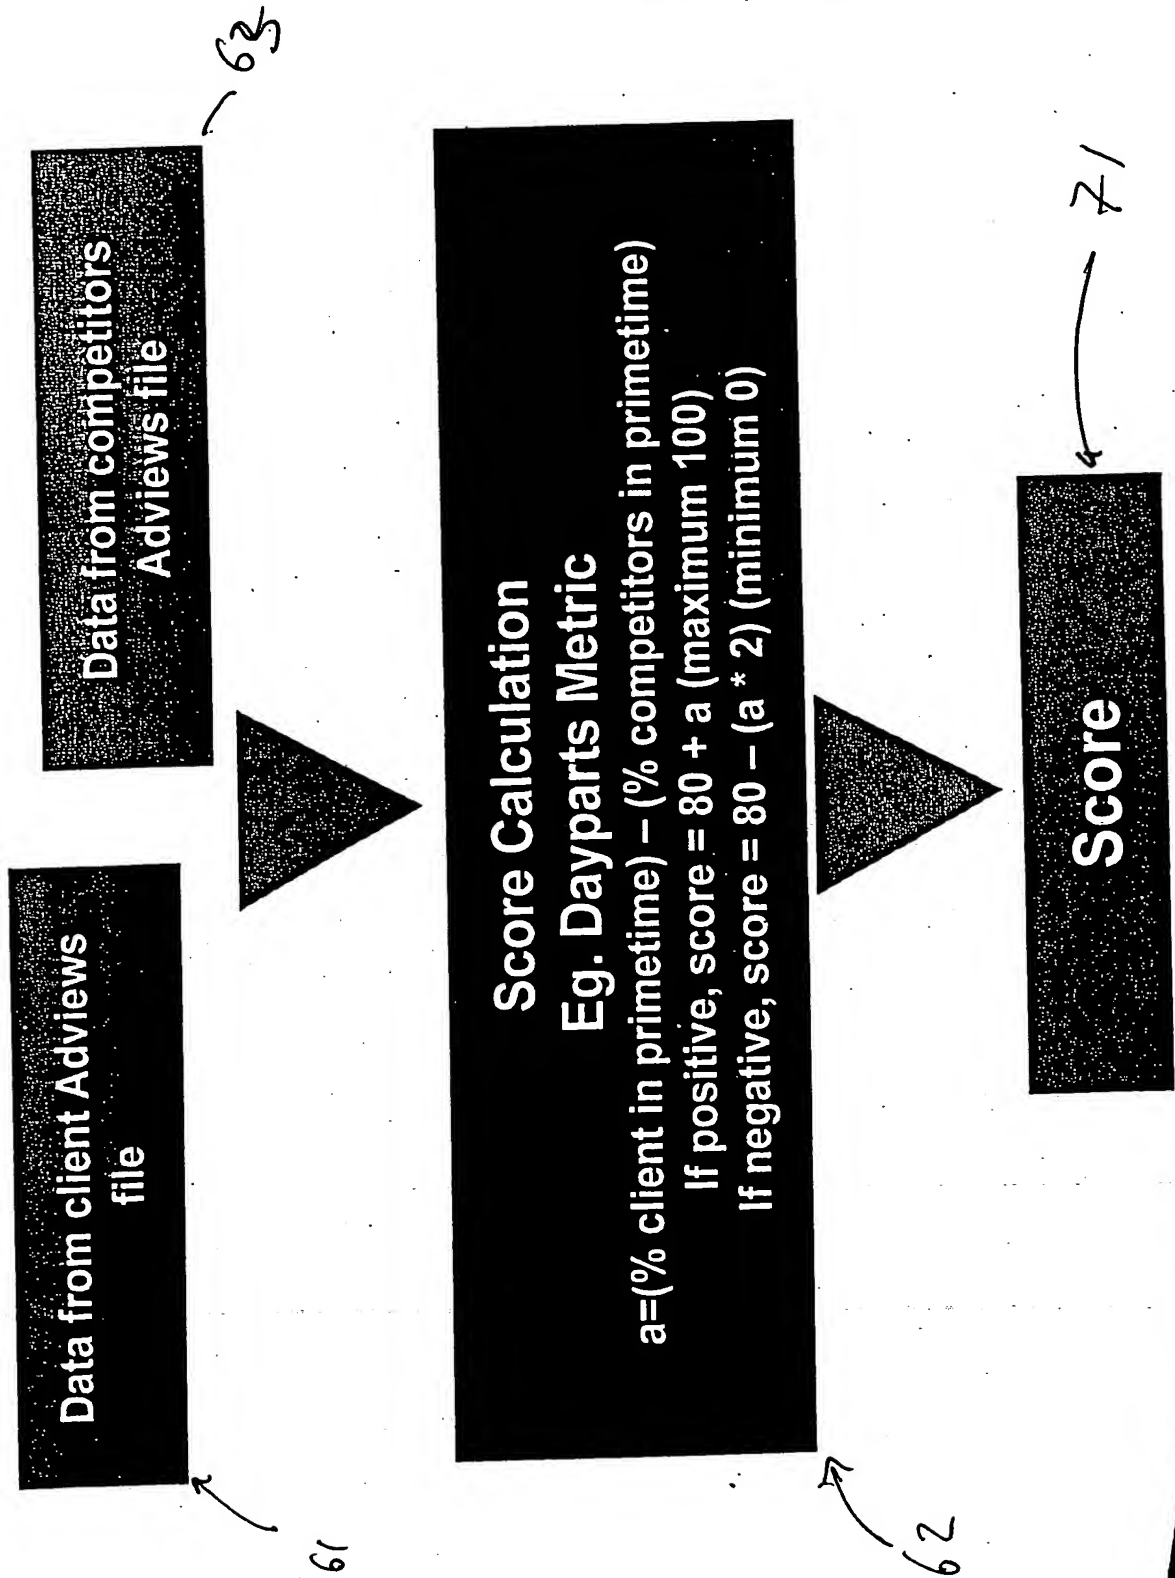 Data from client Adviews
file
61
Data from competitors
Adviews file
Score Calculation
Eg. Dayparts Metric
a=(% client in primetime) – (% competitors in primetime)
If positive, score = 80 + a (maximum 100)
If negative, score = 80 – (a * 2) (minimum 0)
62
Score
71